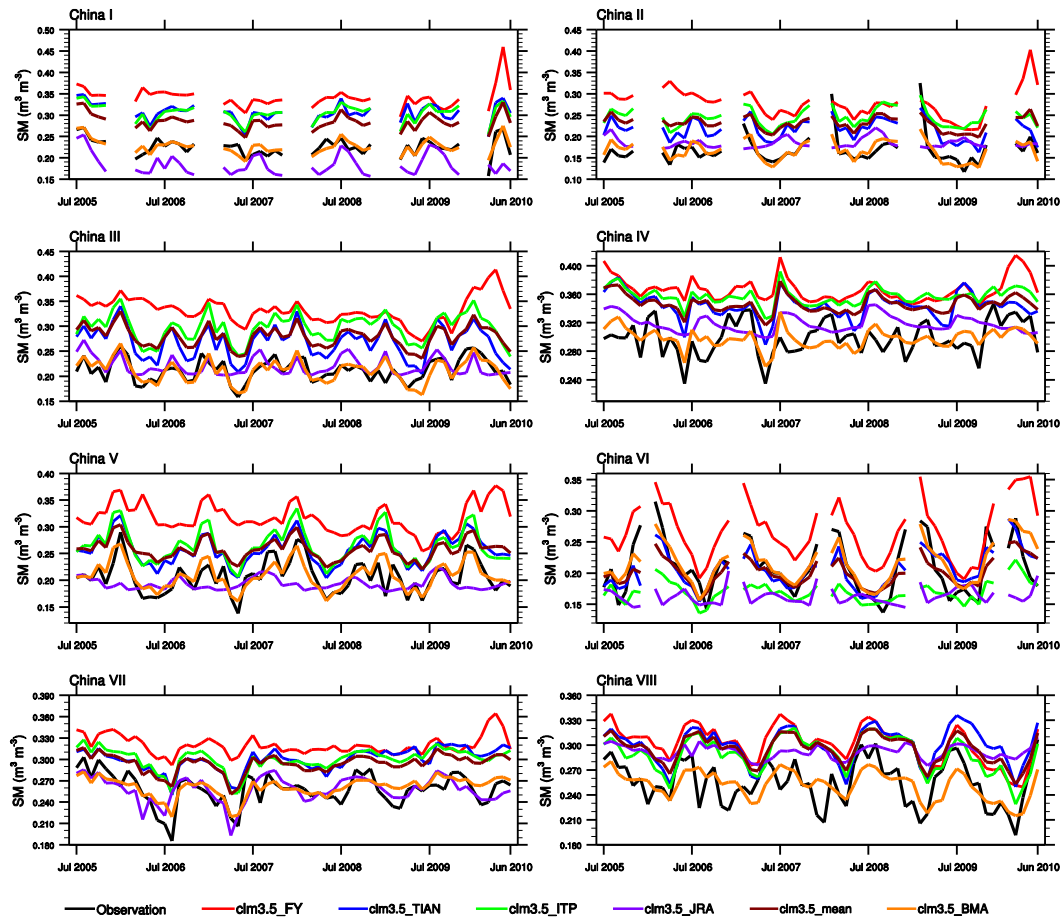 China I
SM (m³ m⁻³)
0.50
0.45
0.40
0.35
0.30
0.25
0.20
0.15
Jul 2005
Jul 2006
Jul 2007
Jul 2008
Jul 2009
Jun 2010
China II
SM (m³ m⁻³)
0.45
0.40
0.35
0.30
0.25
0.20
0.15
0.10
Jul 2005
Jul 2006
Jul 2007
Jul 2008
Jul 2009
Jun 2010
China III
SM (m³ m⁻³)
0.45
0.40
0.35
0.30
0.25
0.20
0.15
Jul 2005
Jul 2006
Jul 2007
Jul 2008
Jul 2009
Jun 2010
China IV
SM (m³ m⁻³)
0.400
0.360
0.320
0.280
0.240
Jul 2005
Jul 2006
Jul 2007
Jul 2008
Jul 2009
Jun 2010
China V
SM (m³ m⁻³)
0.40
0.35
0.30
0.25
0.20
0.15
Jul 2005
Jul 2006
Jul 2007
Jul 2008
Jul 2009
Jun 2010
China VI
SM (m³ m⁻³)
0.35
0.30
0.25
0.20
0.15
Jul 2005
Jul 2006
Jul 2007
Jul 2008
Jul 2009
Jun 2010
China VII
SM (m³ m⁻³)
0.390
0.360
0.330
0.300
0.270
0.240
0.210
0.180
Jul 2005
Jul 2006
Jul 2007
Jul 2008
Jul 2009
Jun 2010
China VIII
SM (m³ m⁻³)
0.360
0.330
0.300
0.270
0.240
0.210
0.180
Jul 2005
Jul 2006
Jul 2007
Jul 2008
Jul 2009
Jun 2010
Observation clm3.5_FY clm3.5_TIAN clm3.5_ITP clm3.5_JRA clm3.5_mean clm3.5_BMA